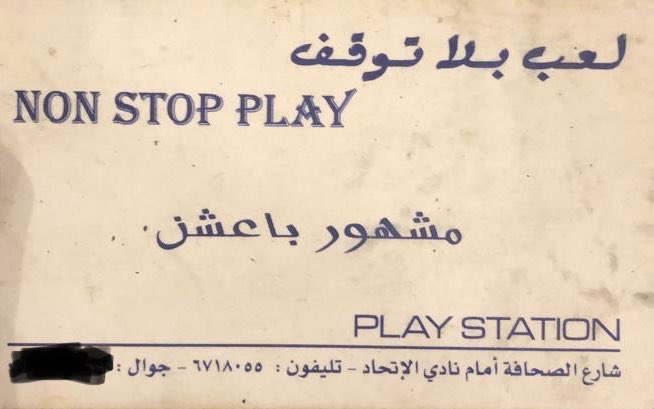 لعب بلا توقف
NON STOP PLAY
مشهور باعشن
PLAY STATION
شارع الصحافة أمام نادي الإتحاد - تليفون : ٦٧١٨٠٥٥ - جوال :